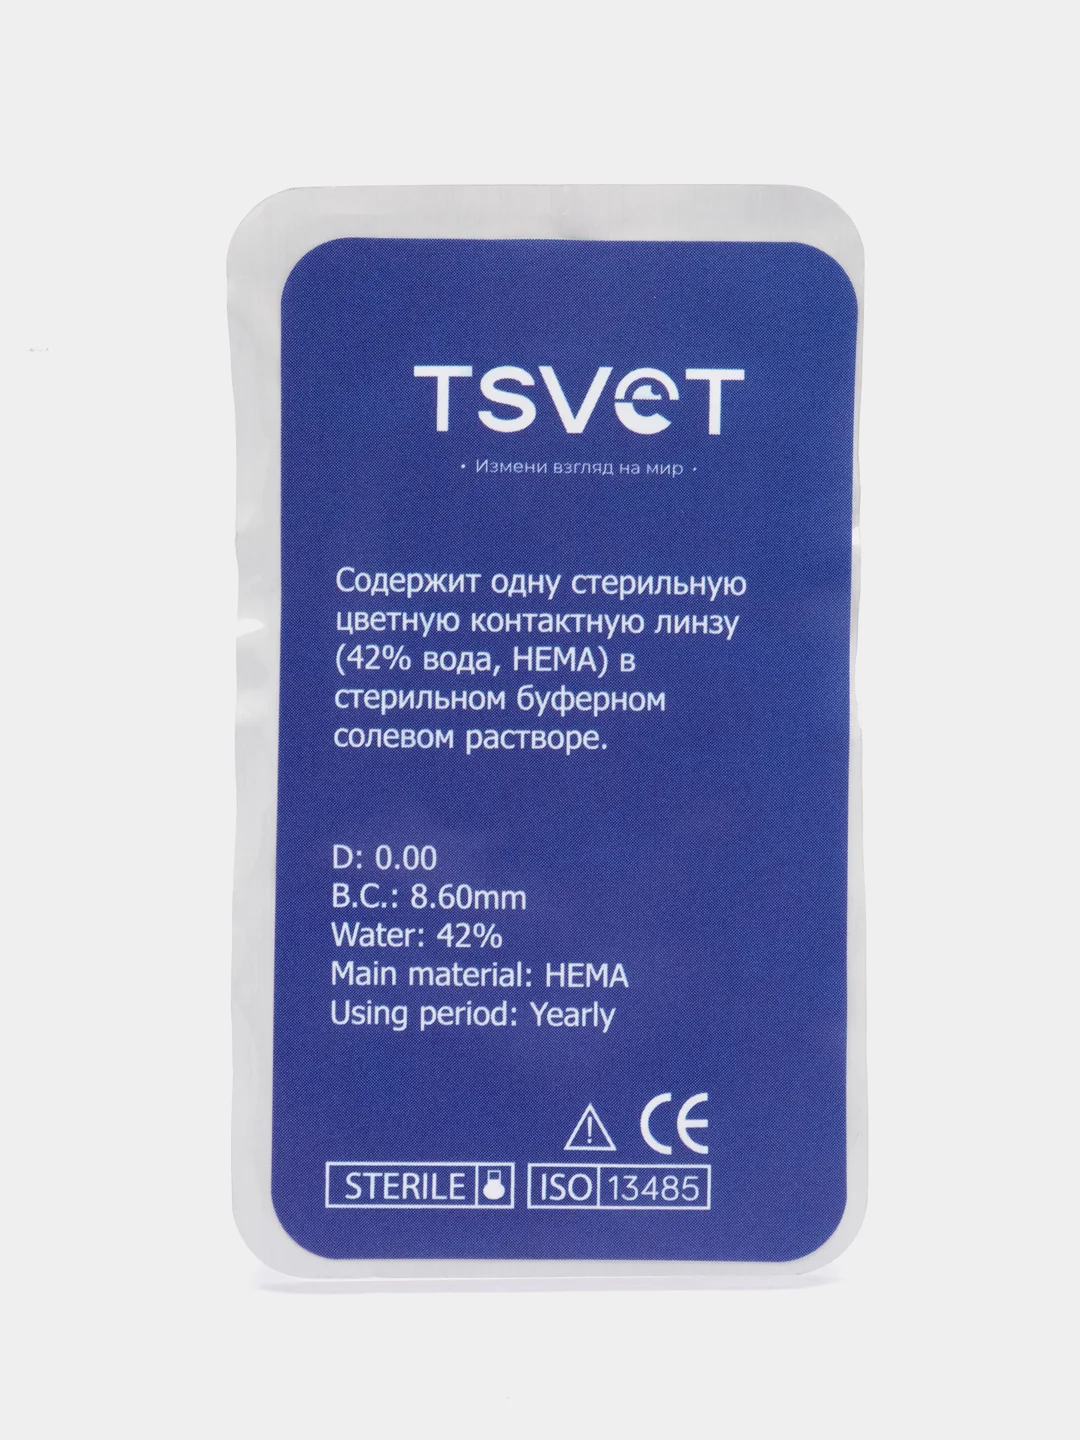 TSVET
• Измени взгляд на мир •
Содержит одну стерильную
цветную контактную линзу
(42% вода, HEMA) в
стерильном буферном
солевом растворе.
D: 0.00
B.C.: 8.60mm
Water: 42%
Main material: HEMA
Using period: Yearly
CE
STERILE ISO 13485